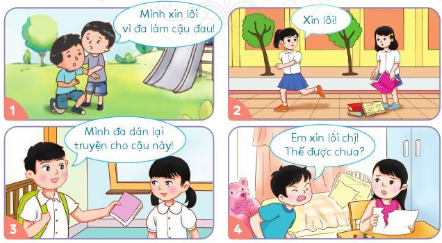 Mình xin lỗi
vì đã làm cậu đau!
1
Xin lỗi!
2
Mình đã dán lại
truyện cho cậu này!
3
Em xin lỗi chị!
Thế được chưa?
4